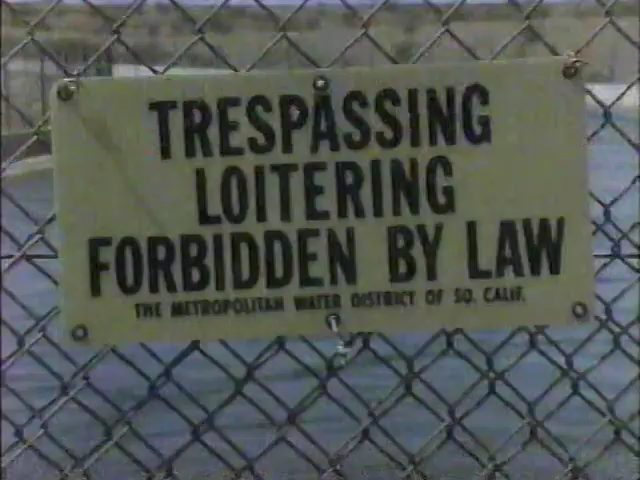 TRESPASSING
LOITERING
FORBIDDEN BY LAW
THE METROPOLITAN WATER DISTRICT OF SO. CALIF.